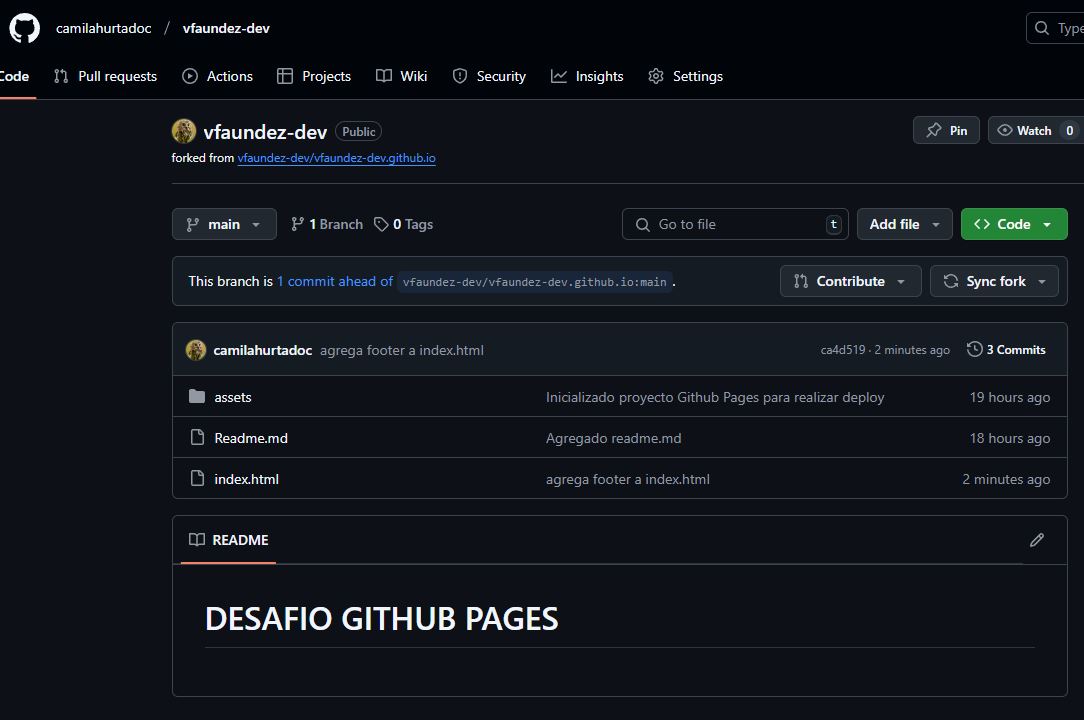 camilahurtadoc / vfaundez-dev Type
Code Pull requests Actions Projects Wiki Security Insights Settings
vfaundez-dev Public Pin Watch 0
forked from vfaundez-dev/vfaundez-dev.github.io
main 1 Branch 0 Tags Go to file t Add file Code
This branch is 1 commit ahead of vfaundez-dev/vfaundez-dev.github.io:main . Contribute Sync fork
camilahurtadoc agrega footer a index.html ca4d519 · 2 minutes ago 3 Commits
assets Inicializado proyecto Github Pages para realizar deploy 19 hours ago
Readme.md Agregado readme.md 18 hours ago
index.html agrega footer a index.html 2 minutes ago
README
DESAFIO GITHUB PAGES